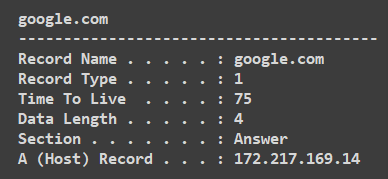 google.com
----------------------------------------
Record Name . . . . . : google.com
Record Type . . . . . : 1
Time To Live  . . . . : 75
Data Length . . . . . : 4
Section . . . . . . . : Answer
A (Host) Record . . . : 172.217.169.14